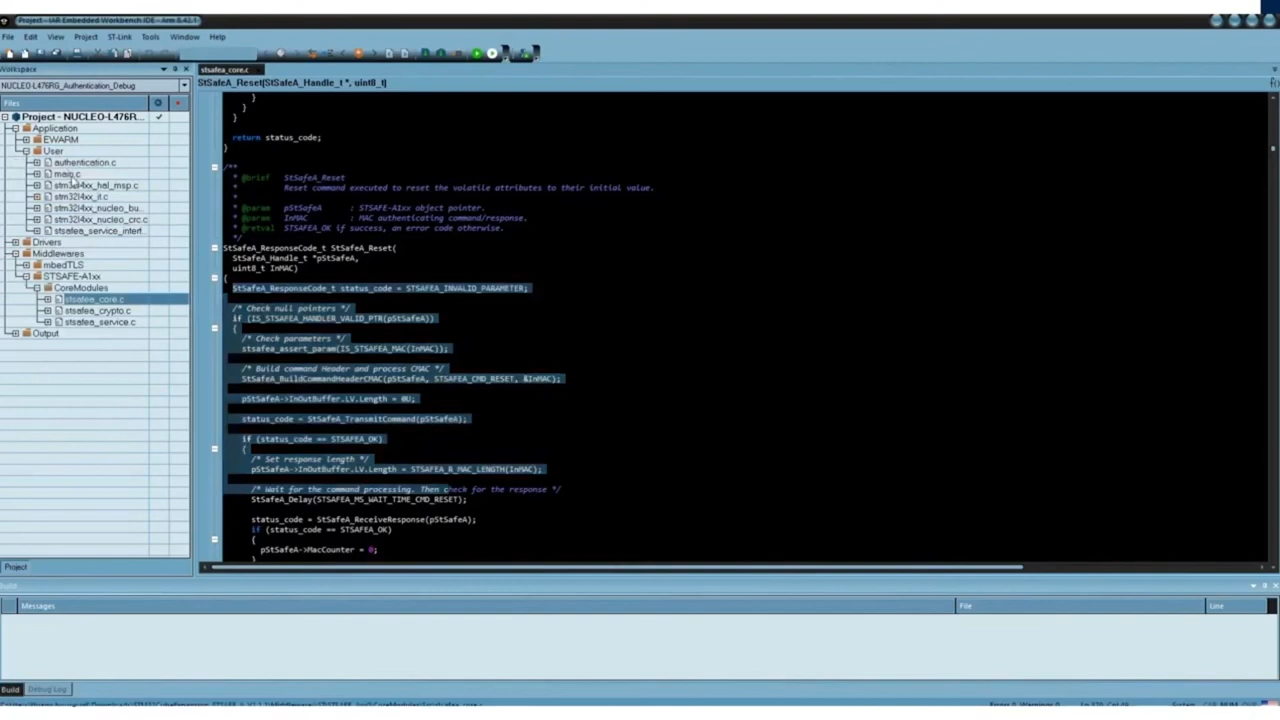 Project - IAR Embedded Workbench IDE - Arm 8.42.1
File Edit View Project ST-Link Tools Window Help
Workspace
NUCLEO-L476RG_Authentication_Debug
Files
Project - NUCLEO-L476R...
Application
EWARM
User
authentication.c
main.c
stm32l4xx_hal_msp.c
stm32l4xx_it.c
stm32l4xx_nucleo_bu...
stm32l4xx_nucleo_crc.c
stsafea_service_interf...
Drivers
Middlewares
mbedTLS
STSAFE-A1xx
CoreModules
stsafea_core.c
stsafea_crypto.c
stsafea_service.c
Output
Project
stsafea_core.c
StSafeA_Reset(StSafeA_Handle_t *, uint8_t)
}
}
}
return status_code;
}
/**
* @brief StSafeA_Reset
* Reset command executed to reset the volatile attributes to their initial value.
*
* @param pStSafeA : STSAFE-A1xx object pointer.
* @param InMAC : MAC authenticating command/response.
* @retval STSAFEA_OK if success, an error code otherwise.
*/
StSafeA_ResponseCode_t StSafeA_Reset(
StSafeA_Handle_t *pStSafeA,
uint8_t InMAC)
{
StSafeA_ResponseCode_t status_code = STSAFEA_INVALID_PARAMETER;
/* Check null pointers */
if (IS_STSAFEA_HANDLER_VALID_PTR(pStSafeA))
{
/* Check parameters */
stsafea_assert_param(IS_STSAFEA_MAC(InMAC));
/* Build command Header and process CMAC */
StSafeA_BuildCommandHeaderCMAC(pStSafeA, STSAFEA_CMD_RESET, &InMAC);
pStSafeA->InOutBuffer.LV.Length = 0U;
status_code = StSafeA_TransmitCommand(pStSafeA);
if (status_code == STSAFEA_OK)
{
/* Set response length */
pStSafeA->InOutBuffer.LV.Length = STSAFEA_R_MAC_LENGTH(InMAC);
/* Wait for the command processing. Then check for the response */
StSafeA_Delay(STSAFEA_MS_WAIT_TIME_CMD_RESET);
status_code = StSafeA_ReceiveResponse(pStSafeA);
if (status_code == STSAFEA_OK)
{
pStSafeA->MacCounter = 0;
}
Build
Messages File Line
Build Debug Log